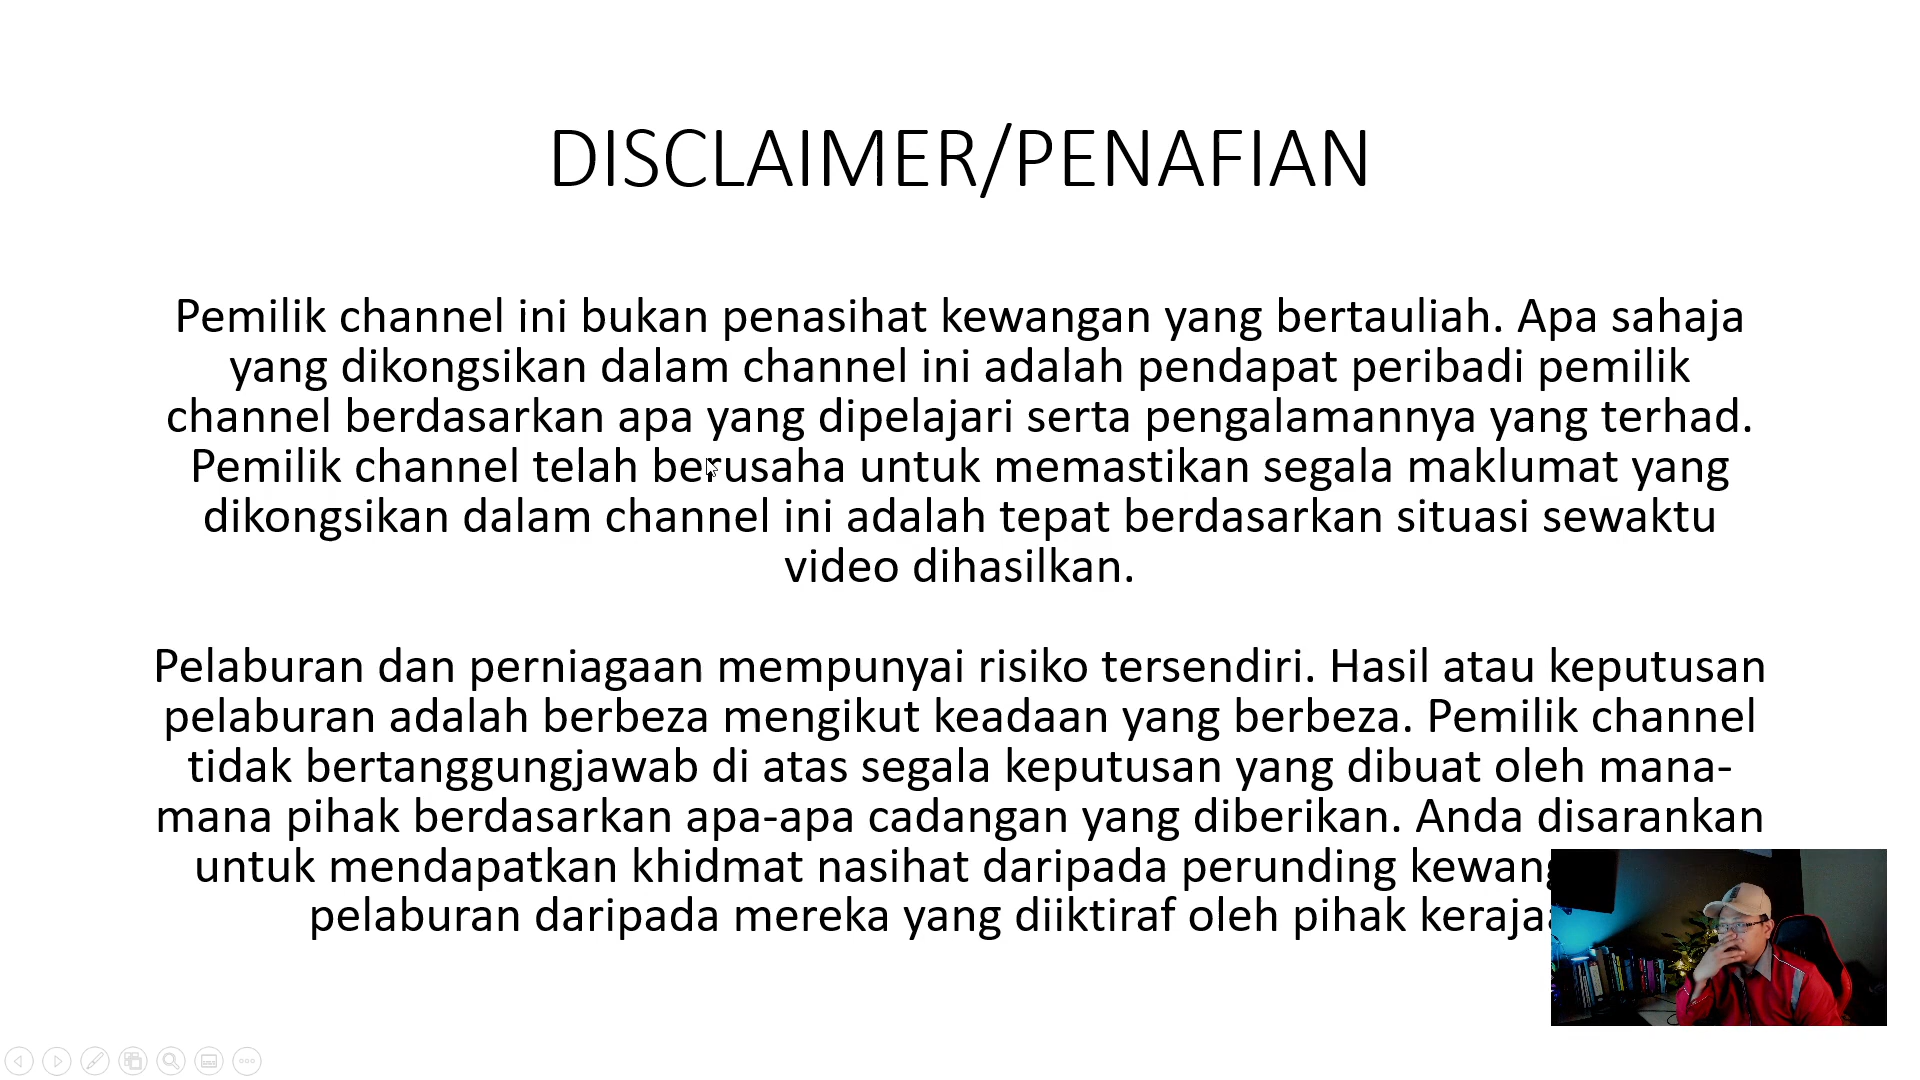 DISCLAIMER/PENAFIAN
Pemilik channel ini bukan penasihat kewangan yang bertauliah. Apa sahaja
yang dikongsikan dalam channel ini adalah pendapat peribadi pemilik
channel berdasarkan apa yang dipelajari serta pengalamannya yang terhad.
Pemilik channel telah berusaha untuk memastikan segala maklumat yang
dikongsikan dalam channel ini adalah tepat berdasarkan situasi sewaktu
video dihasilkan.
Pelaburan dan perniagaan mempunyai risiko tersendiri. Hasil atau keputusan
pelaburan adalah berbeza mengikut keadaan yang berbeza. Pemilik channel
tidak bertanggungjawab di atas segala keputusan yang dibuat oleh mana-
mana pihak berdasarkan apa-apa cadangan yang diberikan. Anda disarankan
untuk mendapatkan khidmat nasihat daripada perunding
pelaburan daripada mereka yang diiktiraf oleh pihak